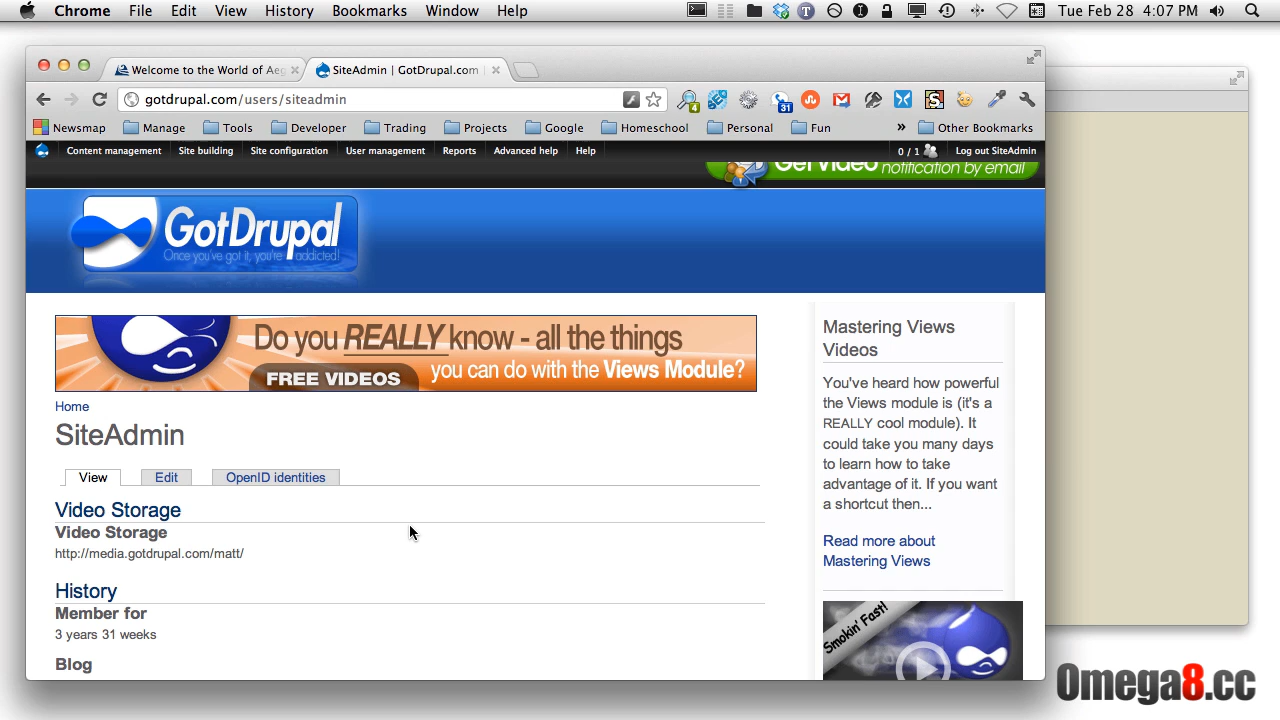 Chrome File Edit View History Bookmarks Window Help Tue Feb 28 4:07 PM
Welcome to the World of Aeg SiteAdmin | GotDrupal.com
gotdrupal.com/users/siteadmin
4 31
Newsmap Manage Tools Developer Trading Projects Google Homeschool Personal Fun » Other Bookmarks
Content management Site building Site configuration User management Reports Advanced help Help 0 / 1 Log out SiteAdmin
Get Video notification by email
GotDrupal
Once you've got it, you're addicted!
Do you REALLY know - all the things
FREE VIDEOS you can do with the Views Module?
Home
SiteAdmin
View Edit OpenID identities
Video Storage
Video Storage
http://media.gotdrupal.com/matt/
History
Member for
3 years 31 weeks
Blog
Mastering Views
Videos
You've heard how powerful
the Views module is (it's a
REALLY cool module). It
could take you many days
to learn how to take
advantage of it. If you want
a shortcut then...
Read more about
Mastering Views
Smokin' Fast!
Omega8.cc